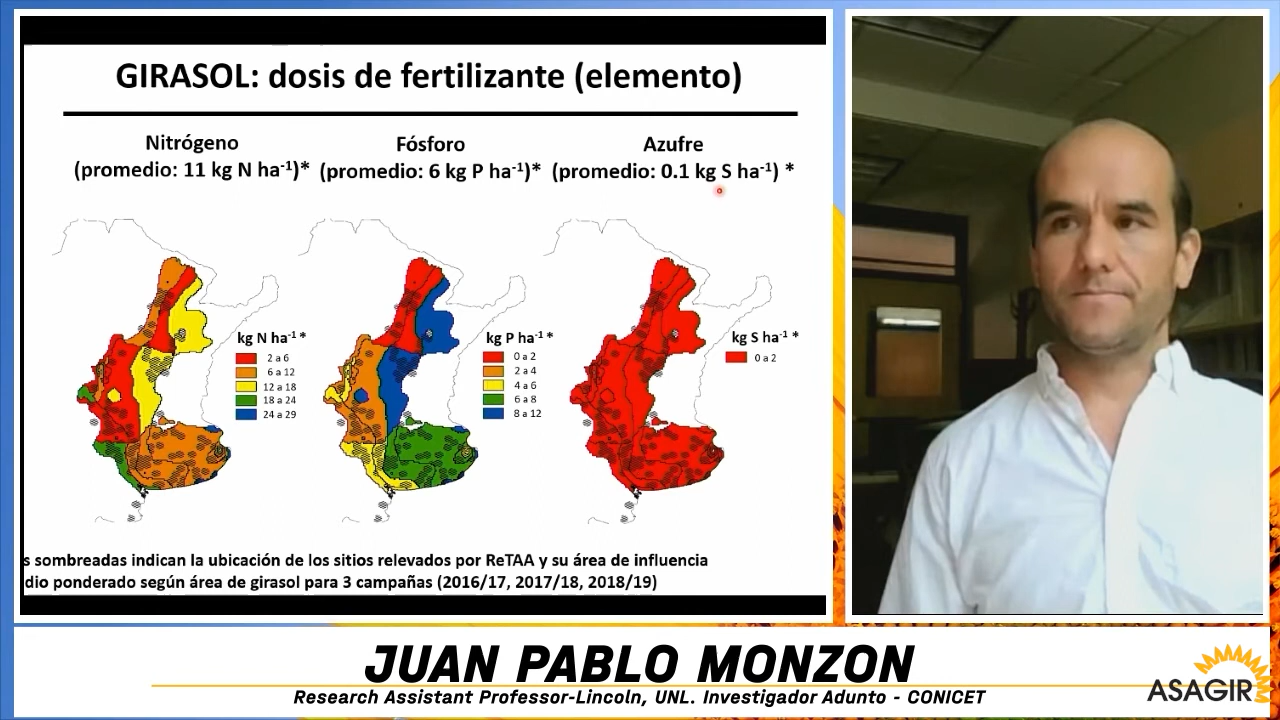 GIRASOL: dosis de fertilizante (elemento)
Nitrógeno
(promedio: 11 kg N ha⁻¹)*
Fósforo
(promedio: 6 kg P ha⁻¹)*
Azufre
(promedio: 0.1 kg S ha⁻¹) *
kg N ha⁻¹ *
2 a 6
6 a 12
12 a 18
18 a 24
24 a 29
kg P ha⁻¹ *
0 a 2
2 a 4
4 a 6
6 a 8
8 a 12
kg S ha⁻¹ *
0 a 2
s sombreadas indican la ubicación de los sitios relevados por ReTAA y su área de influencia
dio ponderado según área de girasol para 3 campañas (2016/17, 2017/18, 2018/19)
JUAN PABLO MONZON
Research Assistant Professor-Lincoln, UNL. Investigador Adunto - CONICET
ASAGIR